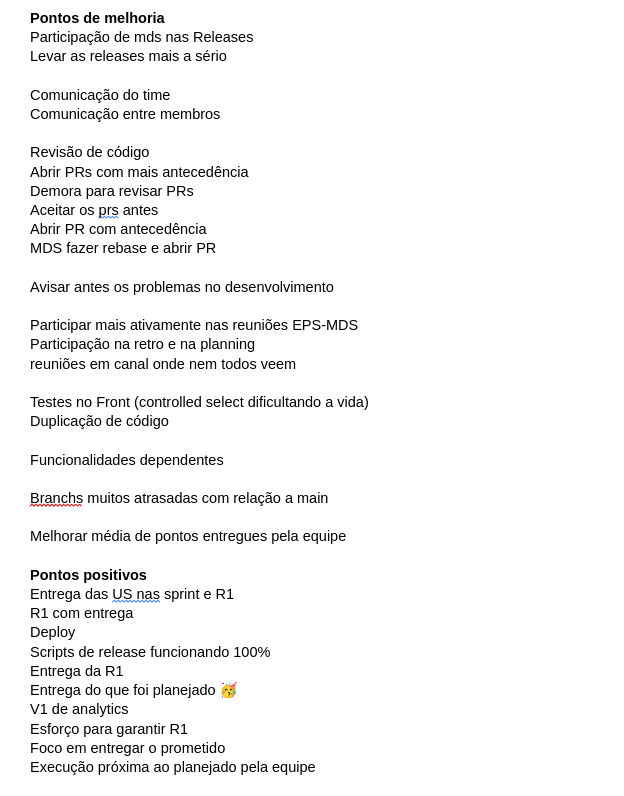 Pontos de melhoria
Participação de mds nas Releases
Levar as releases mais a sério
Comunicação do time
Comunicação entre membros
Revisão de código
Abrir PRs com mais antecedência
Demora para revisar PRs
Aceitar os prs antes
Abrir PR com antecedência
MDS fazer rebase e abrir PR
Avisar antes os problemas no desenvolvimento
Participar mais ativamente nas reuniões EPS-MDS
Participação na retro e na planning
reuniões em canal onde nem todos veem
Testes no Front (controlled select dificultando a vida)
Duplicação de código
Funcionalidades dependentes
Branchs muitos atrasadas com relação a main
Melhorar média de pontos entregues pela equipe
Pontos positivos
Entrega das US nas sprint e R1
R1 com entrega
Deploy
Scripts de release funcionando 100%
Entrega da R1
Entrega do que foi planejado 🥳
V1 de analytics
Esforço para garantir R1
Foco em entregar o prometido
Execução próxima ao planejado pela equipe